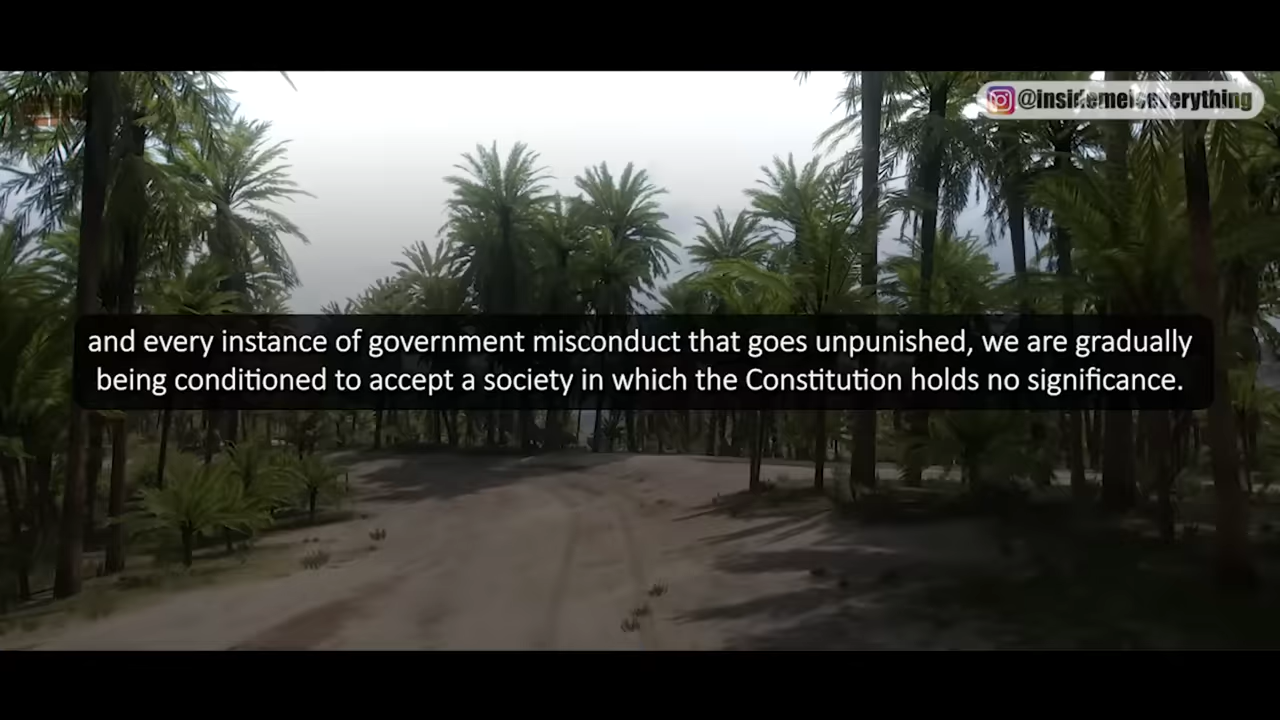 @insidemeiseverything
and every instance of government misconduct that goes unpunished, we are gradually
being conditioned to accept a society in which the Constitution holds no significance.